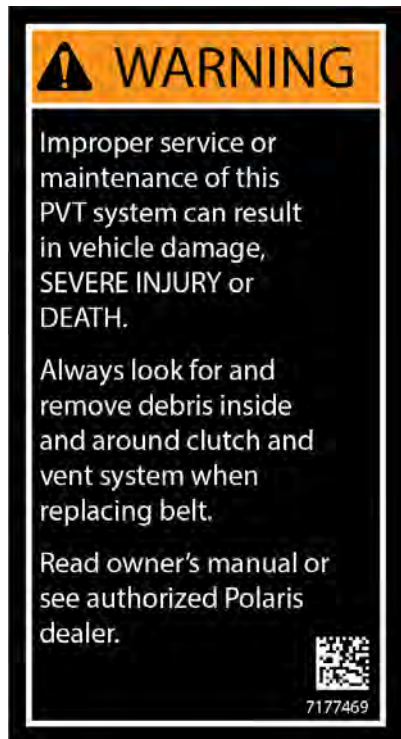 WARNING
Improper service or
maintenance of this
PVT system can result
in vehicle damage,
SEVERE INJURY or
DEATH.
Always look for and
remove debris inside
and around clutch and
vent system when
replacing belt.
Read owner's manual or
see authorized Polaris
dealer.
7177469